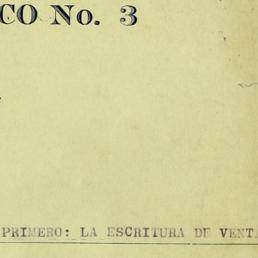 CO No. 3
PRIMERO: LA ESCRITURA DE VENT